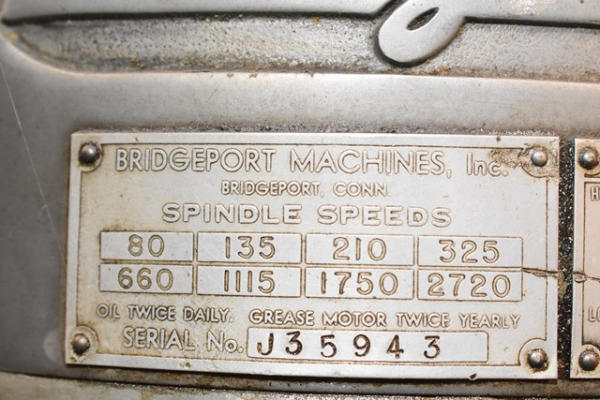 BRIDGEPORT MACHINES, Inc.
BRIDGEPORT, CONN.
SPINDLE SPEEDS
80 135 210 325
660 1115 1750 2720
OIL TWICE DAILY. GREASE MOTOR TWICE YEARLY
SERIAL No. J35943